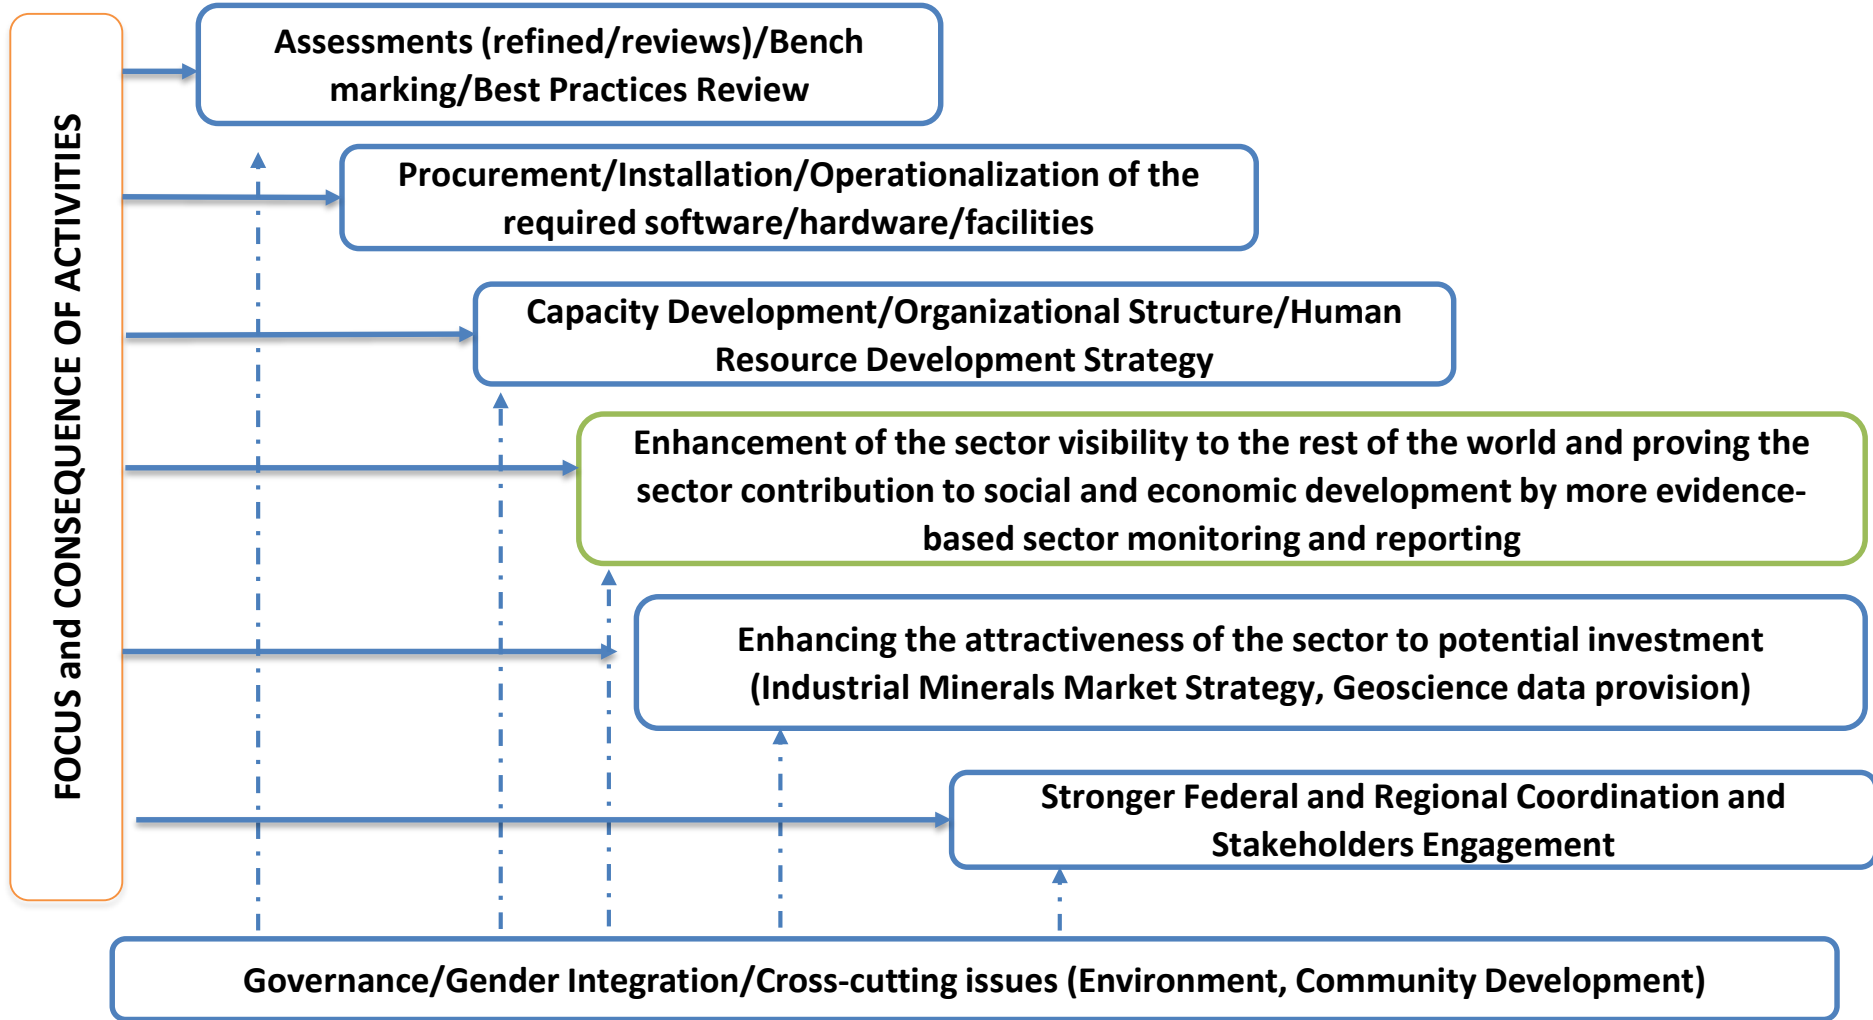 FOCUS and CONSEQUENCE OF ACTIVITIES
Assessments (refined/reviews)/Bench
marking/Best Practices Review
Procurement/Installation/Operationalization of the
required software/hardware/facilities
Capacity Development/Organizational Structure/Human
Resource Development Strategy
Enhancement of the sector visibility to the rest of the world and proving the
sector contribution to social and economic development by more evidence-
based sector monitoring and reporting
Enhancing the attractiveness of the sector to potential investment
(Industrial Minerals Market Strategy, Geoscience data provision)
Stronger Federal and Regional Coordination and
Stakeholders Engagement
Governance/Gender Integration/Cross-cutting issues (Environment, Community Development)